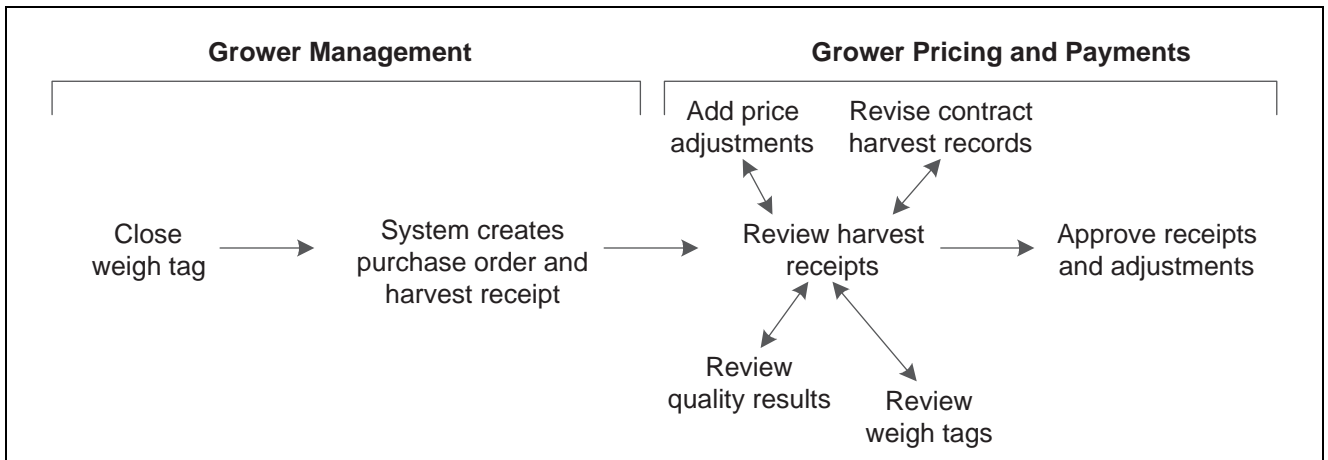 Grower Management
Grower Pricing and Payments
Add price
adjustments
Revise contract
harvest records
Close
weigh tag
System creates
purchase order and
harvest receipt
Review harvest
receipts
Approve receipts
and adjustments
Review
quality results
Review
weigh tags